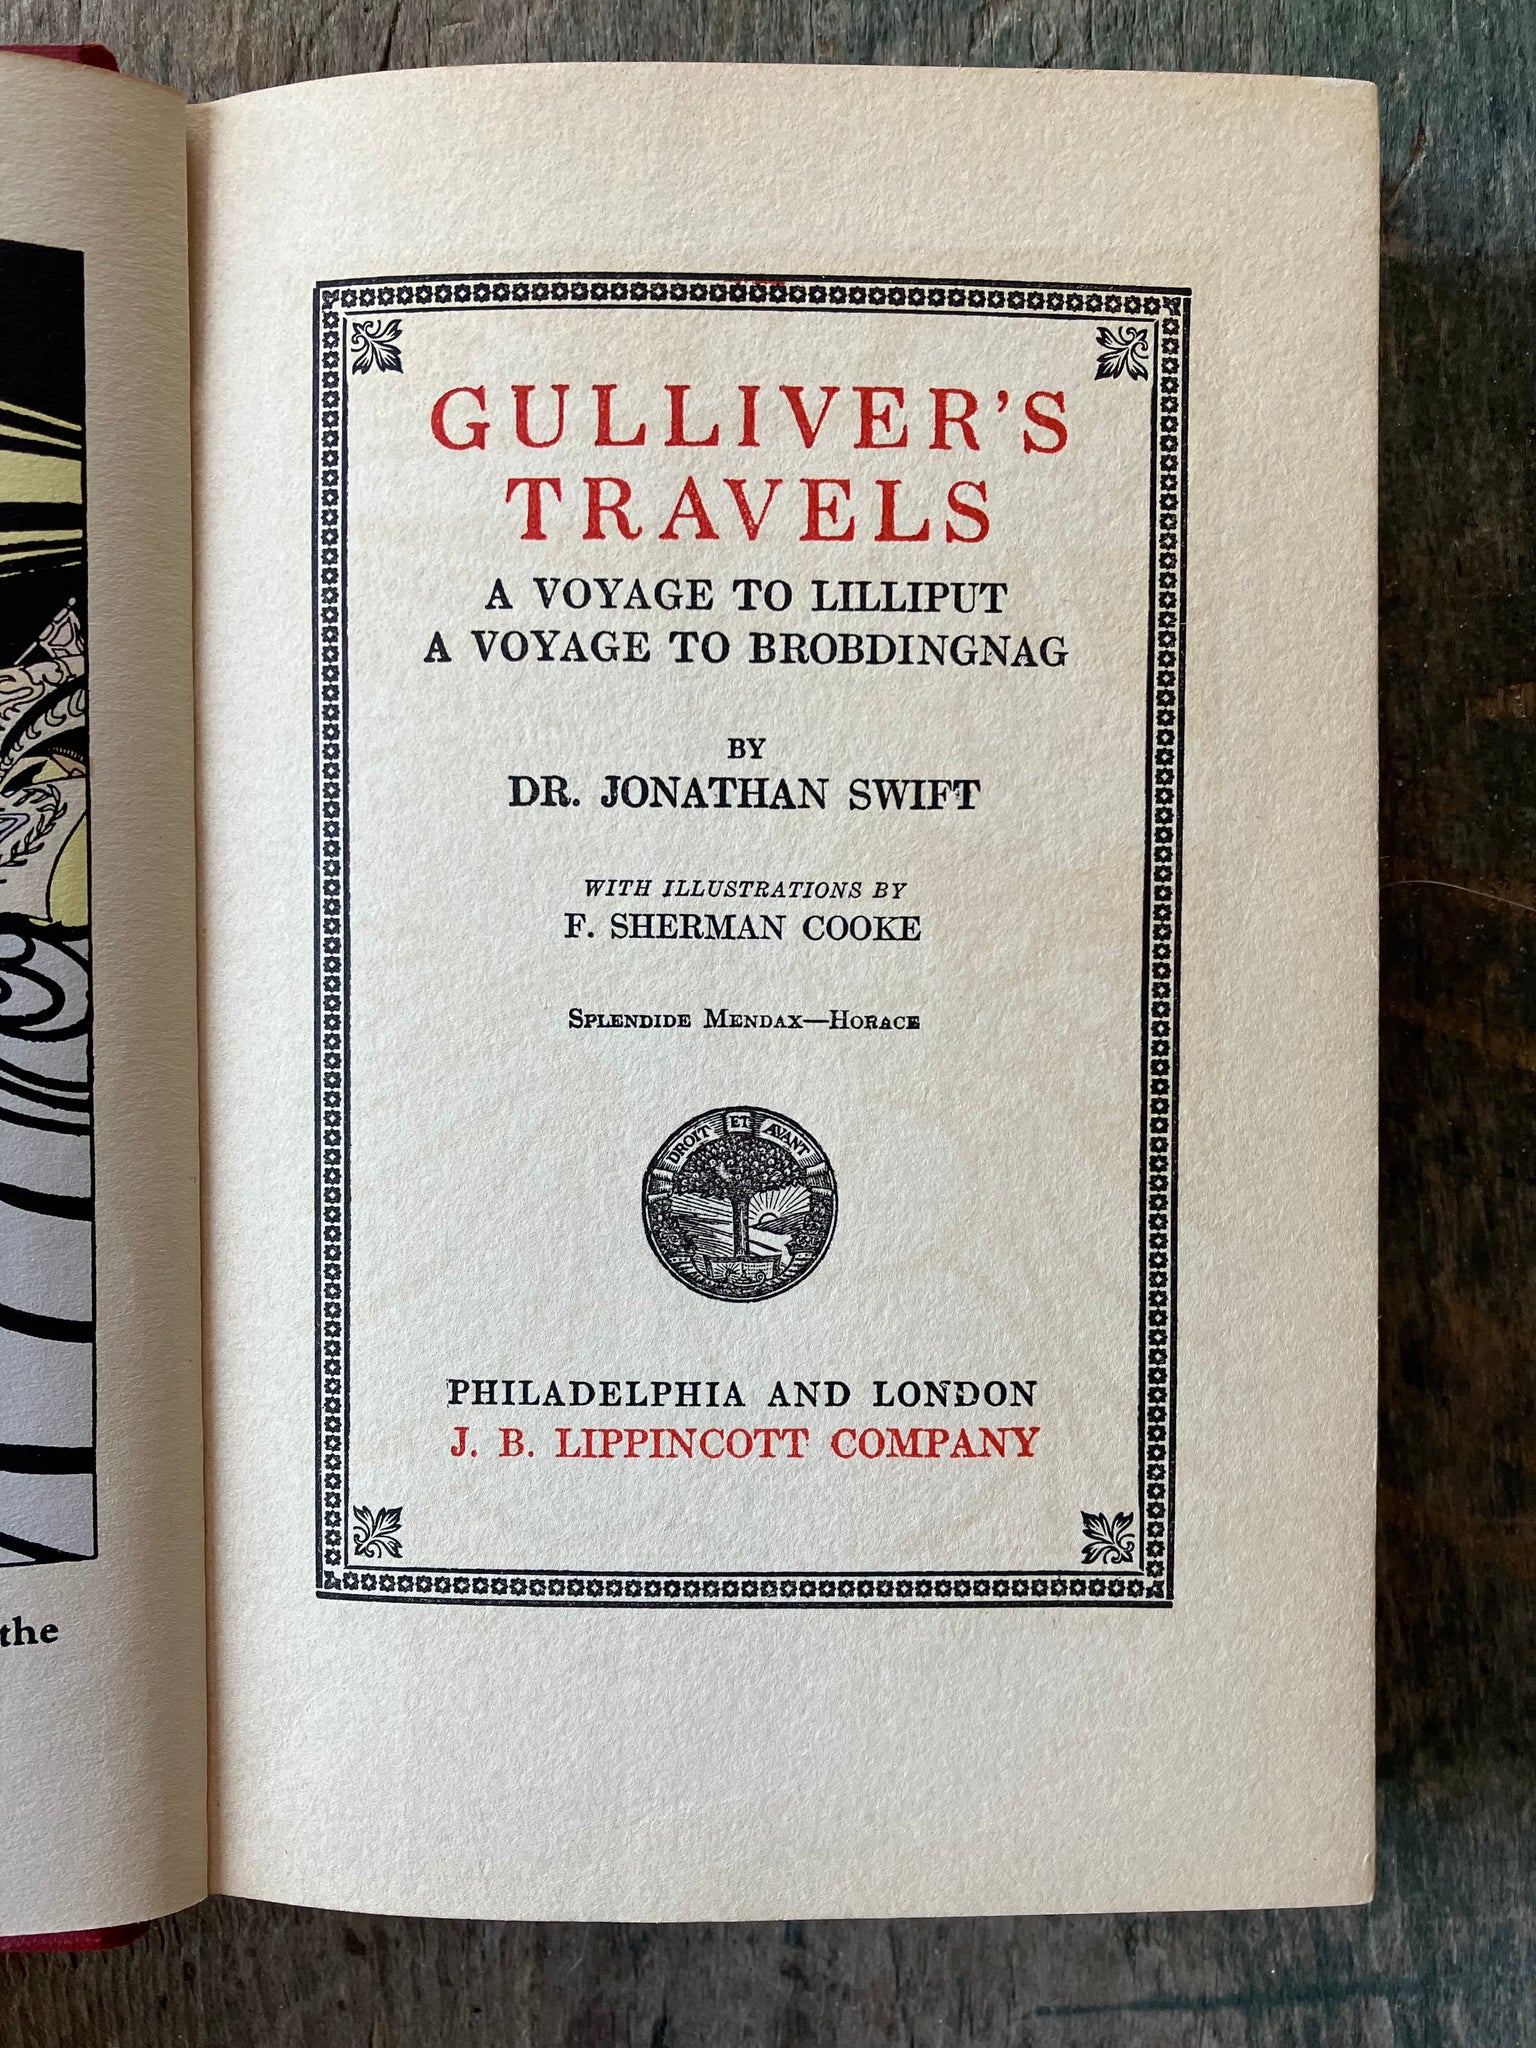 the
GULLIVER'S
TRAVELS
A VOYAGE TO LILLIPUT
A VOYAGE TO BROBDINGNAG
BY
DR. JONATHAN SWIFT
WITH ILLUSTRATIONS BY
F. SHERMAN COOKE
SPLENDIDE MENDAX—HORACE
DROIT ET AVANT
PHILADELPHIA AND LONDON
J. B. LIPPINCOTT COMPANY